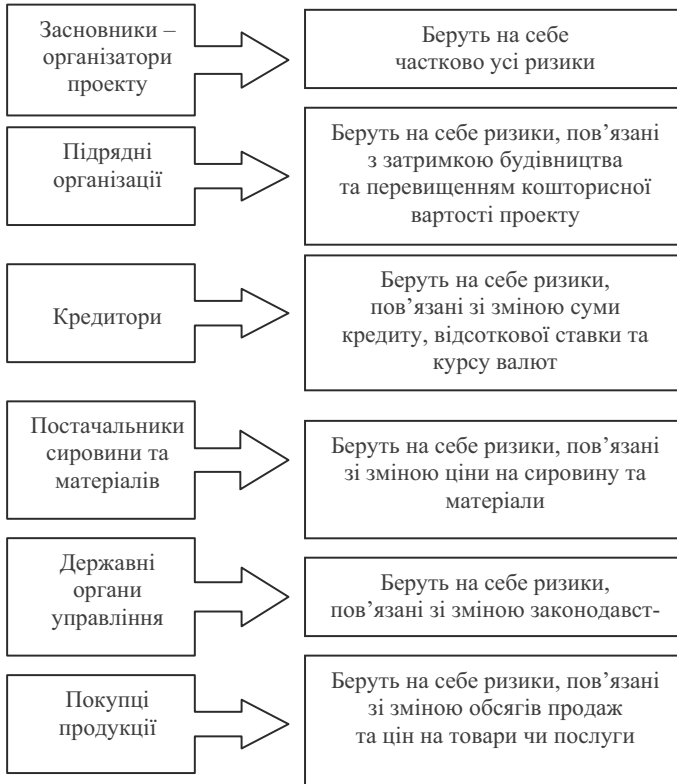 Засновники –
організатори
проекту
Беруть на себе
частково усі ризики
Підрядні
організації
Беруть на себе ризики, пов’язані
з затримкою будівництва
та перевищенням кошторисної
вартості проекту
Кредитори
Беруть на себе ризики,
пов’язані зі зміною суми
кредиту, відсоткової ставки та
курсу валют
Постачальники
сировини та
матеріалів
Беруть на себе ризики, пов’язані
зі зміною ціни на сировину та
матеріали
Державні
органи
управління
Беруть на себе ризики,
пов’язані зі зміною законодавст-
Покупці
продукції
Беруть на себе ризики, пов’язані
зі зміною обсягів продаж
та цін на товари чи послуги